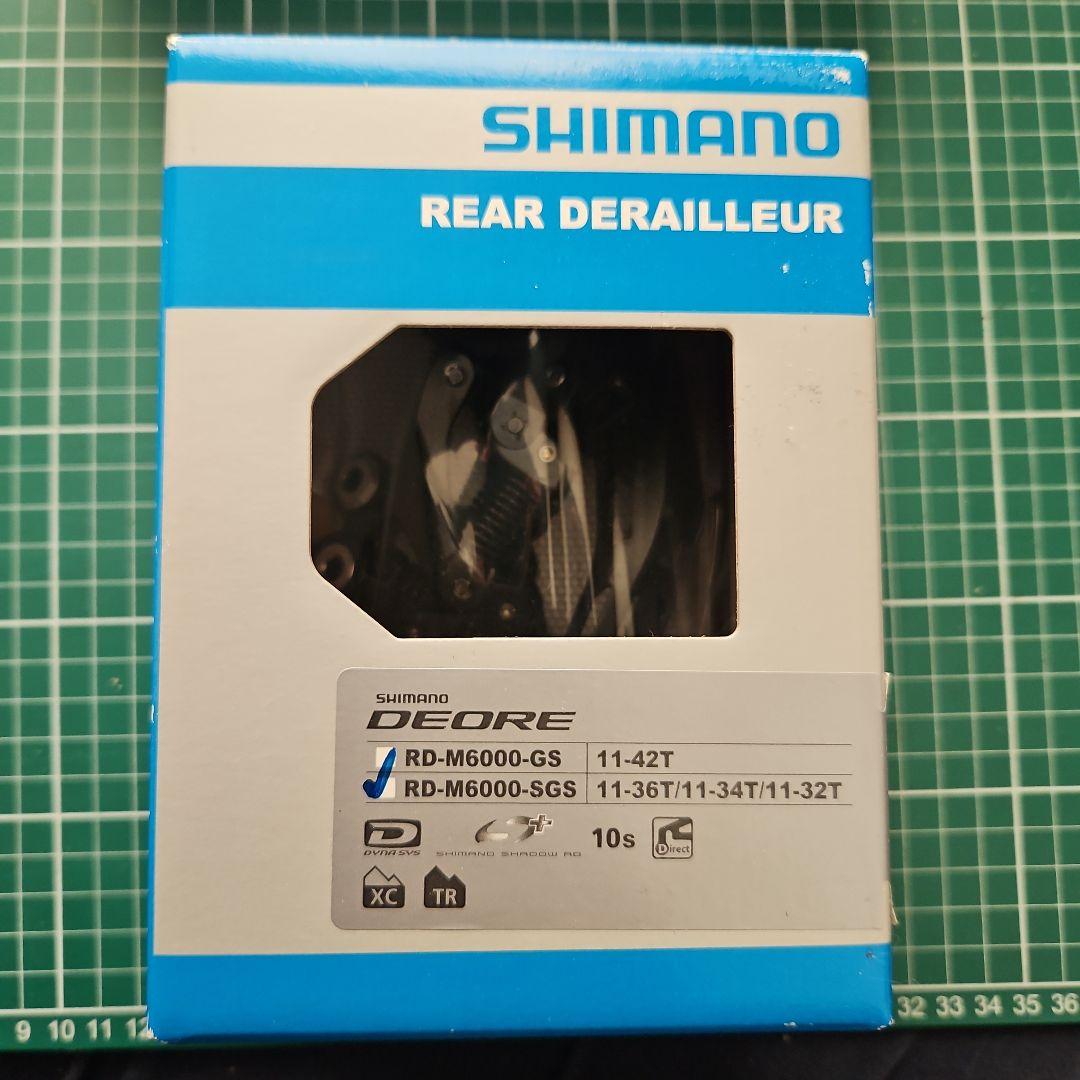 SHIMANO
REAR DERAILLEUR
SHIMANO
DEORE
RD-M6000-GS 11-42T
RD-M6000-SGS 11-36T/11-34T/11-32T
D DYNA-SYS
S+ SHIMANO SHADOW RD
10s
Direct
XC TR
9 10 11 12 32 33 34 35 36